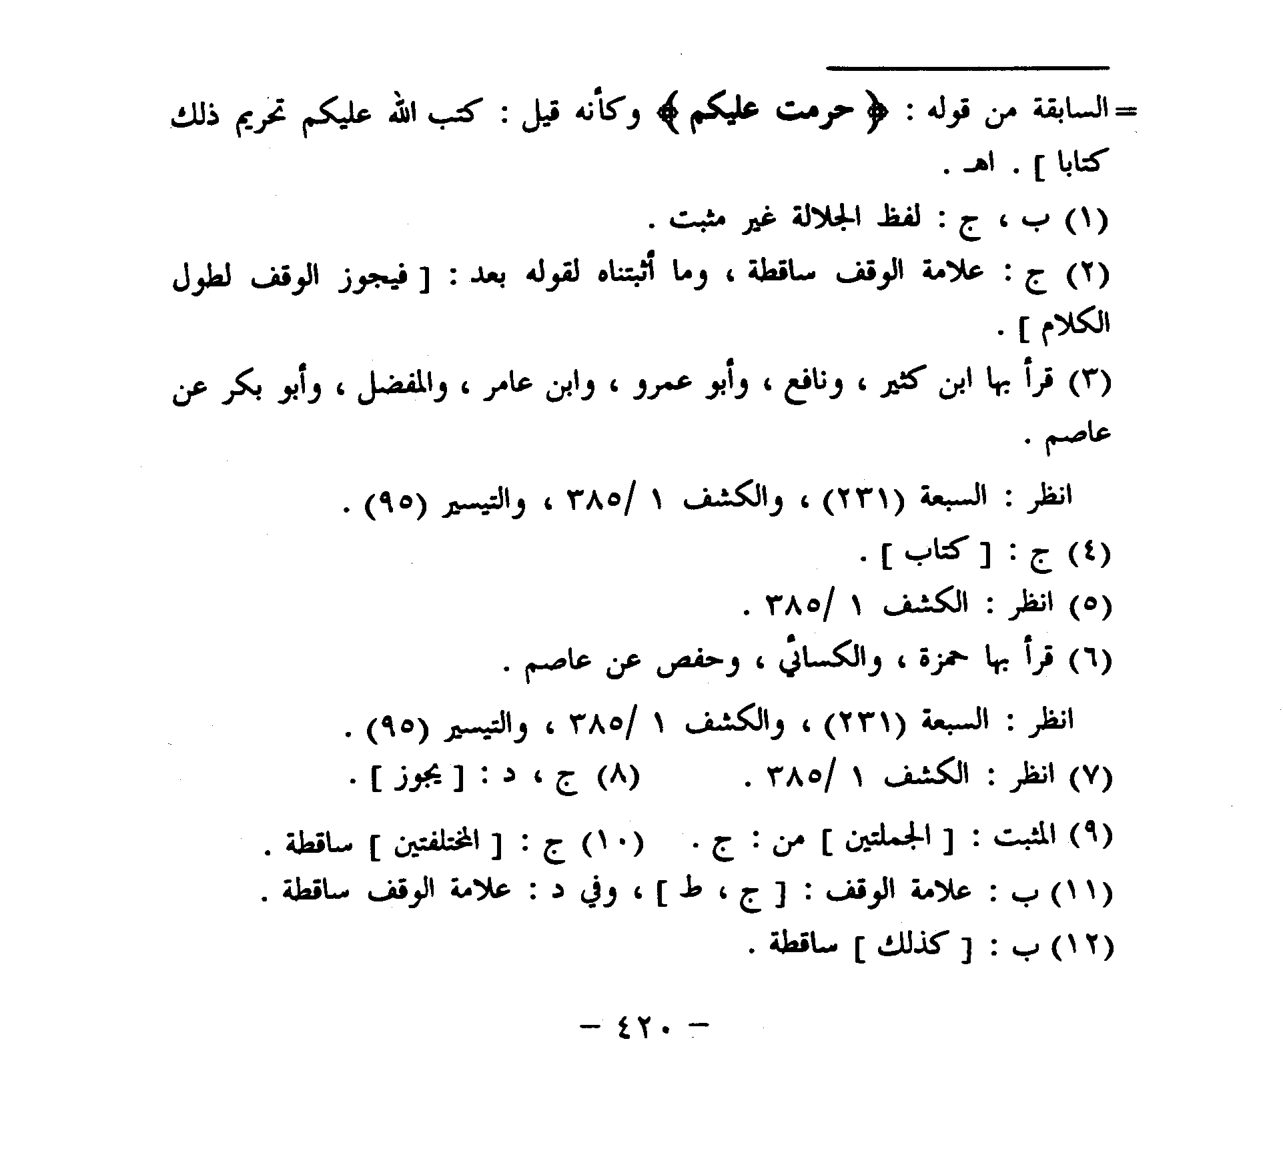 = السابقة من قوله : ﴿ حرمت عليكم ﴾ وكأنه قيل : كتب الله عليكم تحريم ذلك
كتابا ] . اهـ .
(١) ب ، ج : لفظ الجلالة غير مثبت .
(٢) ج : علامة الوقف ساقطة ، وما أثبتناه لقوله بعد : [ فيجوز الوقف لطول
الكلام ] .
(٣) قرأ بها ابن كثير ، ونافع ، وأبو عمرو ، وابن عامر ، والمفضل ، وأبو بكر عن
عاصم .
انظر : السبعة (٢٣١) ، والكشف ١ /٣٨٥ ، والتيسير (٩٥) .
(٤) ج : [ كتاب ] .
(٥) انظر : الكشف ١ /٣٨٥ .
(٦) قرأ بها حمزة ، والكسائي ، وحفص عن عاصم .
انظر : السبعة (٢٣١) ، والكشف ١ /٣٨٥ ، والتيسير (٩٥) .
(٧) انظر : الكشف ١ /٣٨٥ . (٨) ج ، د : [ يجوز ] .
(٩) المثبت : [ الجملتين ] من : ج . (١٠) ج : [ المختلفتين ] ساقطة .
(١١) ب : علامة الوقف : [ ج ، ط ] ، وفي د : علامة الوقف ساقطة .
(١٢) ب : [ كذلك ] ساقطة .
– ٤٢٠ –